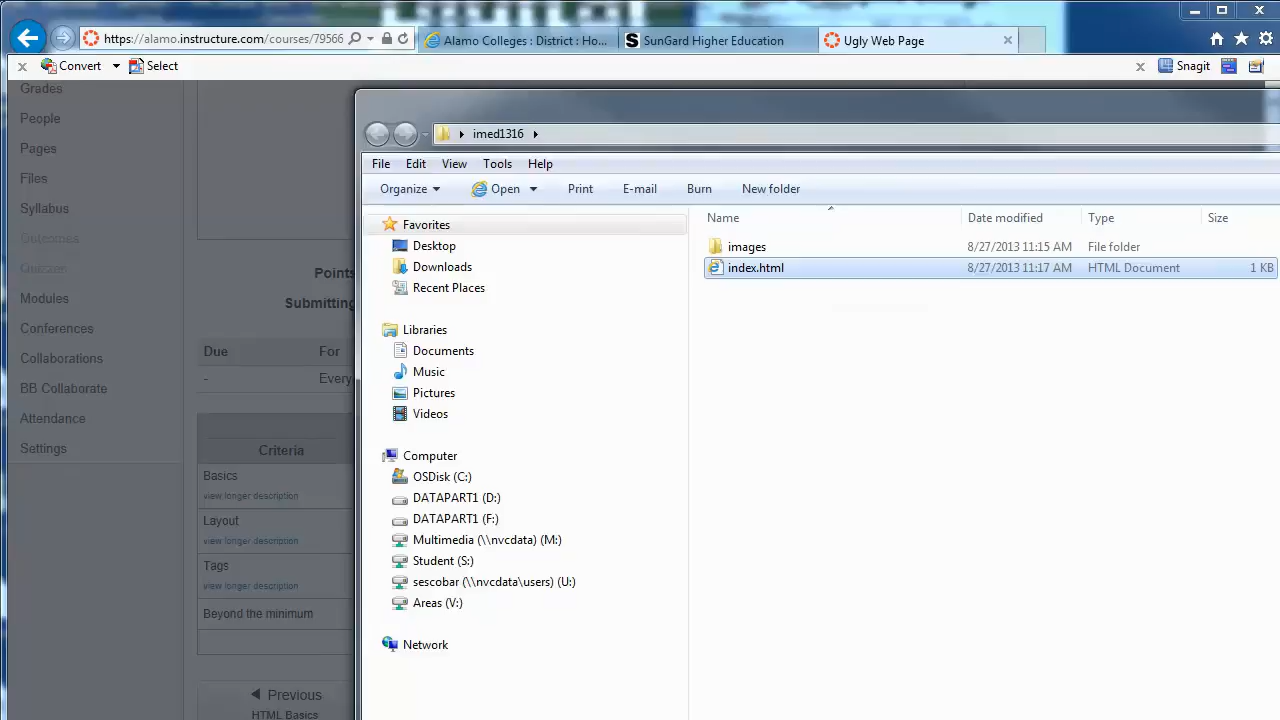 https://alamo.instructure.com/courses/79566
Alamo Colleges : District : Ho...
SunGard Higher Education
Ugly Web Page
Convert
Select
Snagit
Grades
People
Pages
Files
Syllabus
Outcomes
Quizzes
Modules
Conferences
Collaborations
BB Collaborate
Attendance
Settings
Points
Submitting
Due For
- Every
Criteria
Basics
view longer description
Layout
view longer description
Tags
view longer description
Beyond the minimum
Previous
HTML Basics
imed1316
File Edit View Tools Help
Organize Open Print E-mail Burn New folder
Favorites
Desktop
Downloads
Recent Places
Libraries
Documents
Music
Pictures
Videos
Computer
OSDisk (C:)
DATAPART1 (D:)
DATAPART1 (F:)
Multimedia (\\nvcdata) (M:)
Student (S:)
sescobar (\\nvcdata\users) (U:)
Areas (V:)
Network
Name Date modified Type Size
images 8/27/2013 11:15 AM File folder
index.html 8/27/2013 11:17 AM HTML Document 1 KB